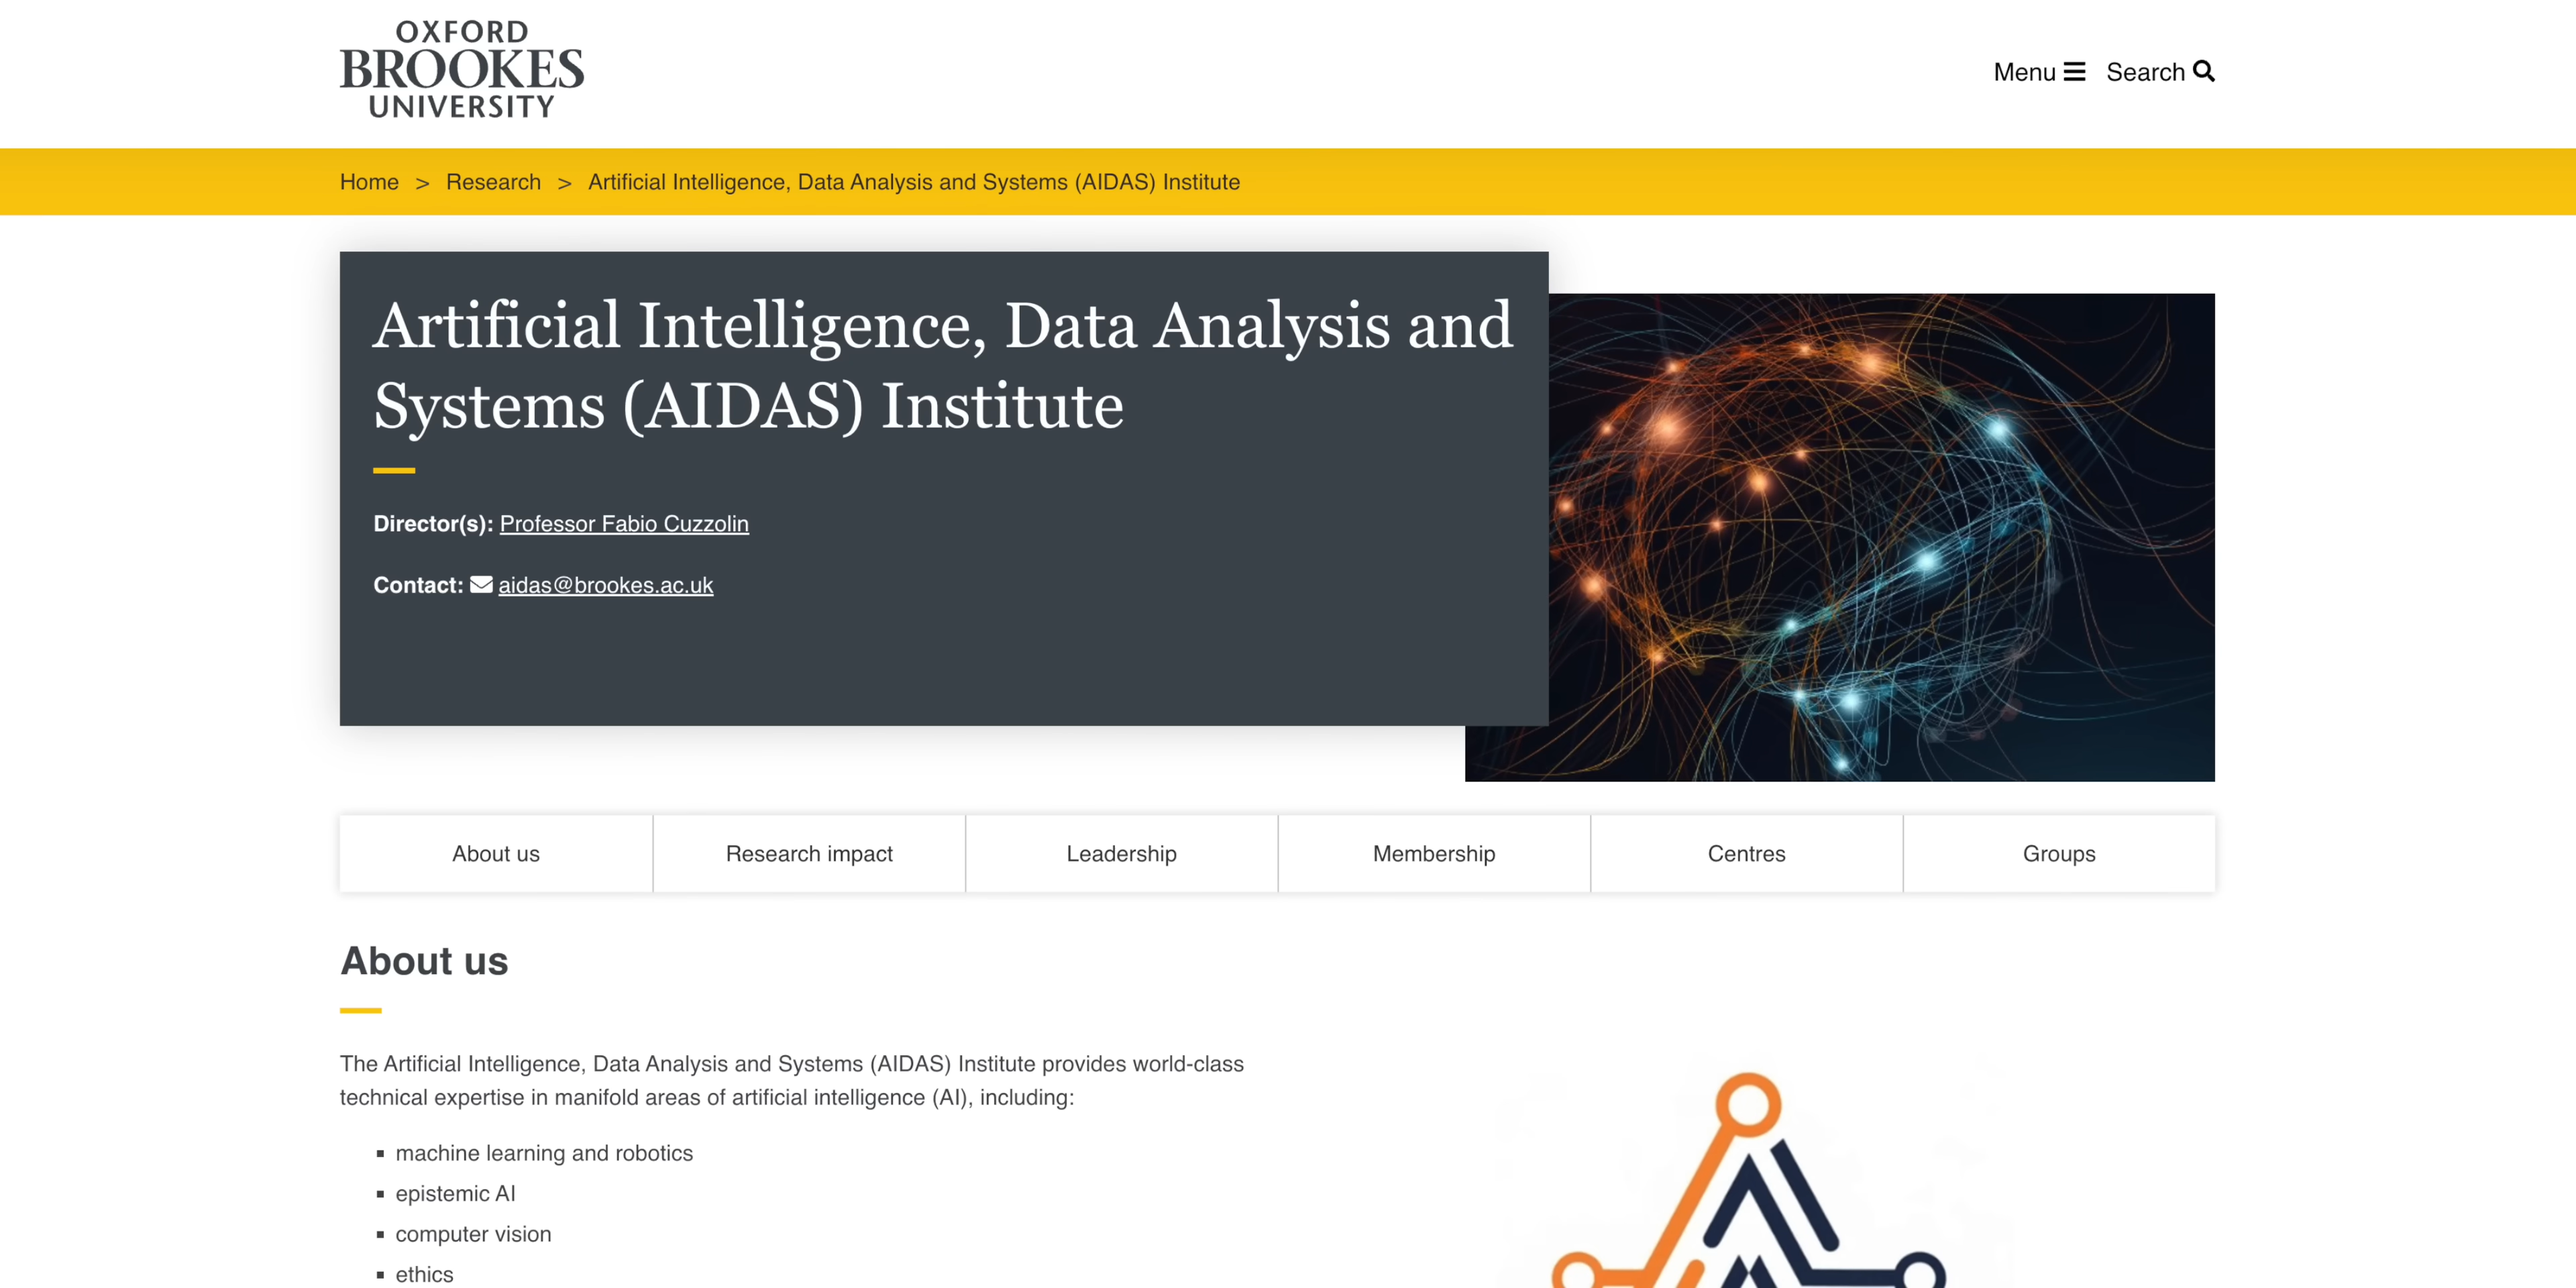 OXFORD
BROOKES
UNIVERSITY
Menu Search
Home > Research > Artificial Intelligence, Data Analysis and Systems (AIDAS) Institute
Artificial Intelligence, Data Analysis and
Systems (AIDAS) Institute
Director(s): Professor Fabio Cuzzolin
Contact: aidas@brookes.ac.uk
About us
Research impact
Leadership
Membership
Centres
Groups
About us
The Artificial Intelligence, Data Analysis and Systems (AIDAS) Institute provides world-class
technical expertise in manifold areas of artificial intelligence (AI), including:
▪ machine learning and robotics
▪ epistemic AI
▪ computer vision
▪ ethics